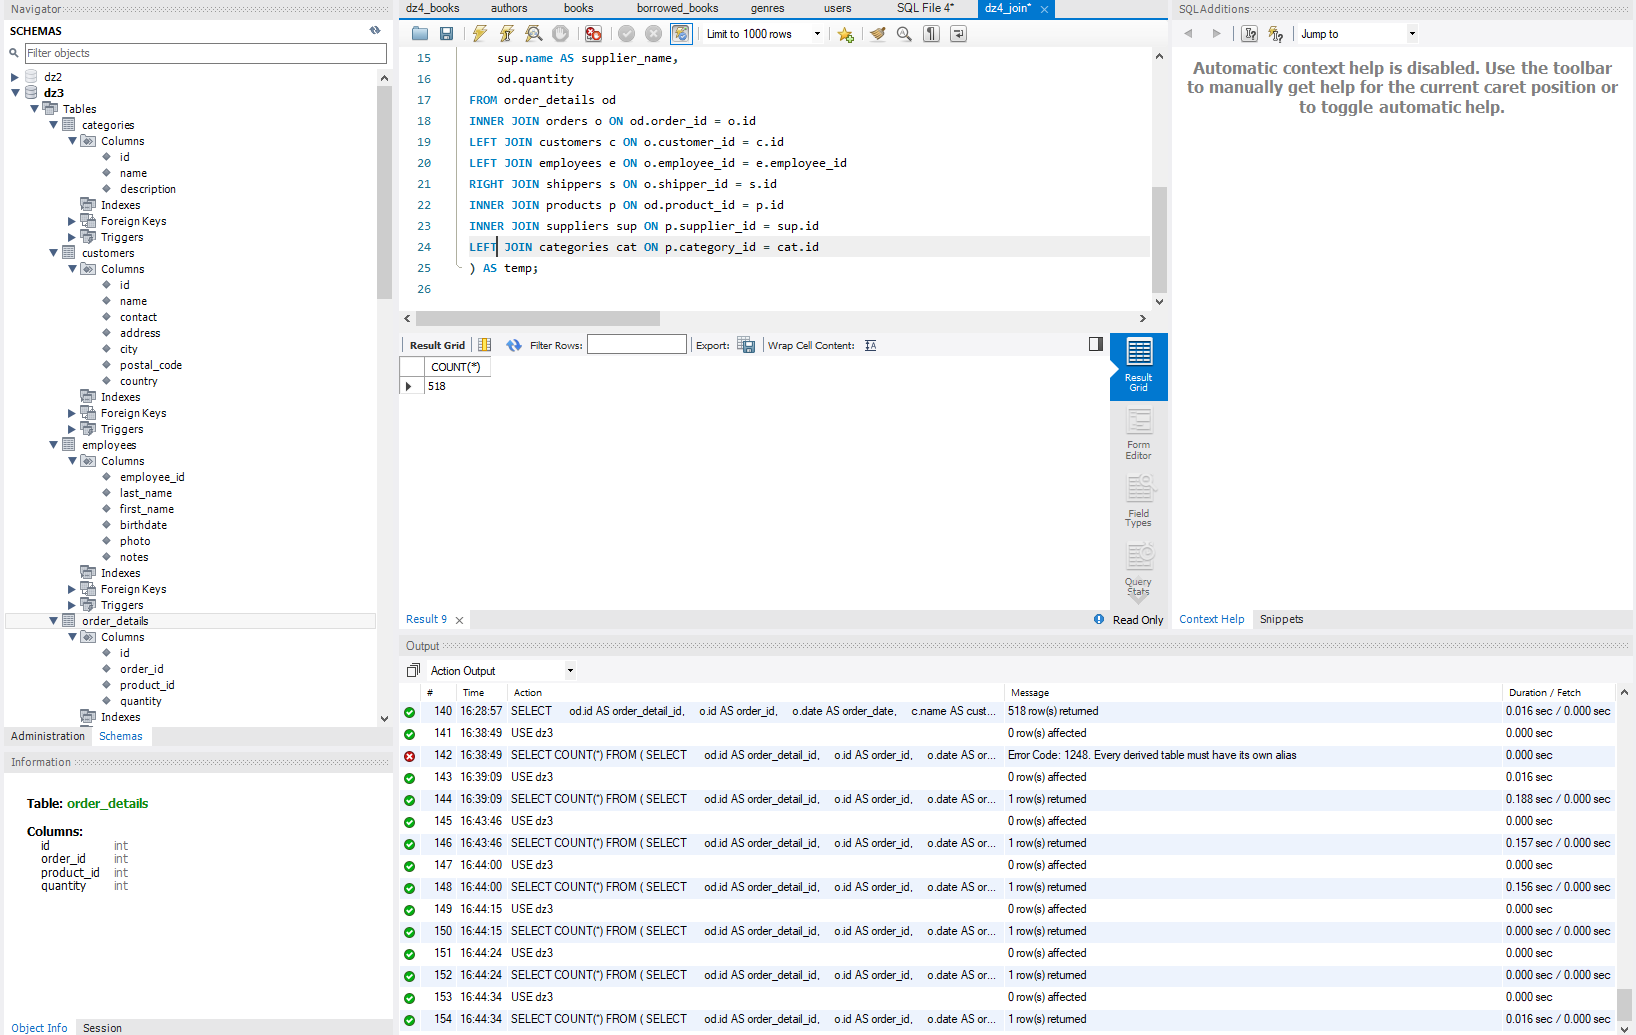 Navigator
SCHEMAS
Filter objects
dz2
dz3
Tables
categories
Columns
id
name
description
Indexes
Foreign Keys
Triggers
customers
Columns
id
name
contact
address
city
postal_code
country
Indexes
Foreign Keys
Triggers
employees
Columns
employee_id
last_name
first_name
birthdate
photo
notes
Indexes
Foreign Keys
Triggers
order_details
Columns
id
order_id
product_id
quantity
Indexes
Administration Schemas
Information
Table: order_details
Columns:
id int
order_id int
product_id int
quantity int
Object Info Session
dz4_books authors books borrowed_books genres users SQL File 4* dz4_join*
Limit to 1000 rows
15 sup.name AS supplier_name,
16 od.quantity
17 FROM order_details od
18 INNER JOIN orders o ON od.order_id = o.id
19 LEFT JOIN customers c ON o.customer_id = c.id
20 LEFT JOIN employees e ON o.employee_id = e.employee_id
21 RIGHT JOIN shippers s ON o.shipper_id = s.id
22 INNER JOIN products p ON od.product_id = p.id
23 INNER JOIN suppliers sup ON p.supplier_id = sup.id
24 LEFT JOIN categories cat ON p.category_id = cat.id
25 ) AS temp;
26
Result Grid Filter Rows: Export: Wrap Cell Content:
COUNT(*)
518
Result
Grid
Form
Editor
Field
Types
Query
Stats
Result 9 Read Only
SQLAdditions
Jump to
Automatic context help is disabled. Use the toolbar
to manually get help for the current caret position or
to toggle automatic help.
Context Help Snippets
Output
Action Output
# Time Action Message Duration / Fetch
140 16:28:57 SELECT od.id AS order_detail_id, o.id AS order_id, o.date AS order_date, c.name AS cust... 518 row(s) returned 0.016 sec / 0.000 sec
141 16:38:49 USE dz3 0 row(s) affected 0.000 sec
142 16:38:49 SELECT COUNT(*) FROM ( SELECT od.id AS order_detail_id, o.id AS order_id, o.date AS or... Error Code: 1248. Every derived table must have its own alias 0.000 sec
143 16:39:09 USE dz3 0 row(s) affected 0.016 sec
144 16:39:09 SELECT COUNT(*) FROM ( SELECT od.id AS order_detail_id, o.id AS order_id, o.date AS or... 1 row(s) returned 0.188 sec / 0.000 sec
145 16:43:46 USE dz3 0 row(s) affected 0.000 sec
146 16:43:46 SELECT COUNT(*) FROM ( SELECT od.id AS order_detail_id, o.id AS order_id, o.date AS or... 1 row(s) returned 0.157 sec / 0.000 sec
147 16:44:00 USE dz3 0 row(s) affected 0.000 sec
148 16:44:00 SELECT COUNT(*) FROM ( SELECT od.id AS order_detail_id, o.id AS order_id, o.date AS or... 1 row(s) returned 0.156 sec / 0.000 sec
149 16:44:15 USE dz3 0 row(s) affected 0.000 sec
150 16:44:15 SELECT COUNT(*) FROM ( SELECT od.id AS order_detail_id, o.id AS order_id, o.date AS or... 1 row(s) returned 0.000 sec / 0.000 sec
151 16:44:24 USE dz3 0 row(s) affected 0.000 sec
152 16:44:24 SELECT COUNT(*) FROM ( SELECT od.id AS order_detail_id, o.id AS order_id, o.date AS or... 1 row(s) returned 0.000 sec / 0.000 sec
153 16:44:34 USE dz3 0 row(s) affected 0.000 sec
154 16:44:34 SELECT COUNT(*) FROM ( SELECT od.id AS order_detail_id, o.id AS order_id, o.date AS or... 1 row(s) returned 0.016 sec / 0.000 sec